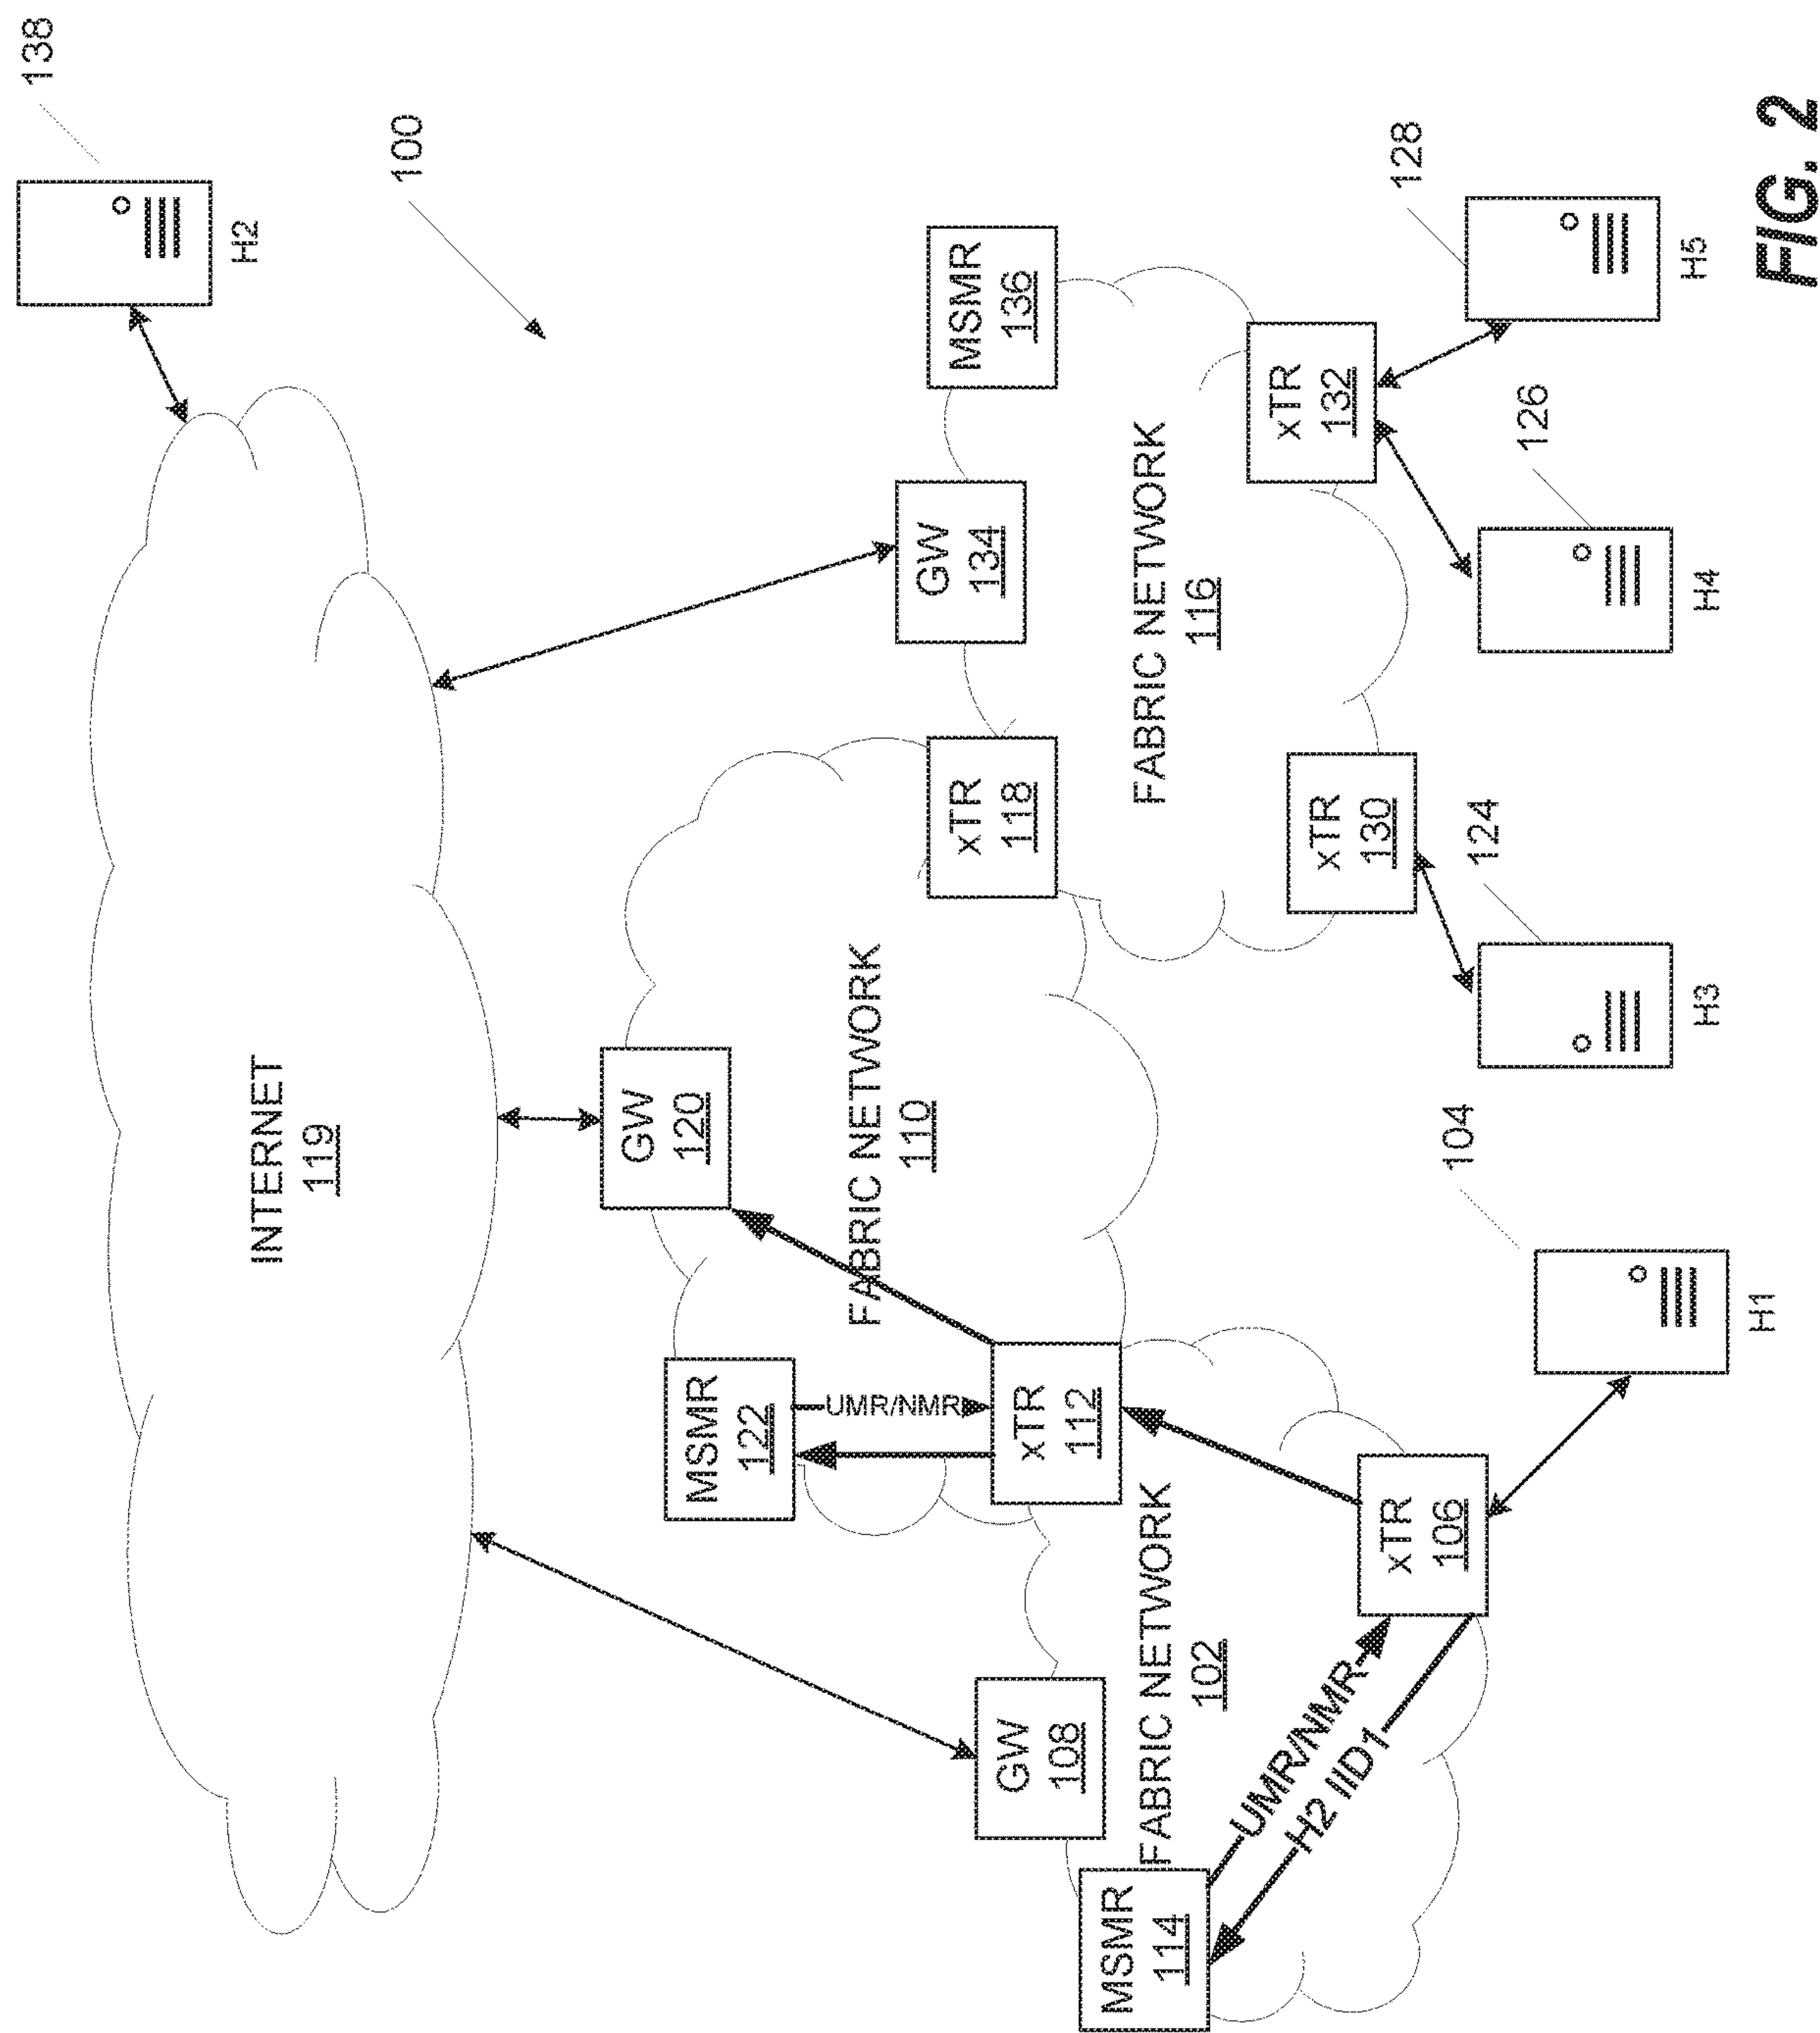 138
H2
100
INTERNET
119
MSMR
136
GW
134
128
H5
xTR
132
126
H4
FABRIC NETWORK
116
xTR
118
xTR
130
124
H3
GW
120
FABRIC NETWORK
110
104
H1
MSMR
122
UMR/NMR
xTR
112
GW
108
FABRIC NETWORK
102
xTR
106
UMR/NMR
H2 IID1
MSMR
114
FIG. 2